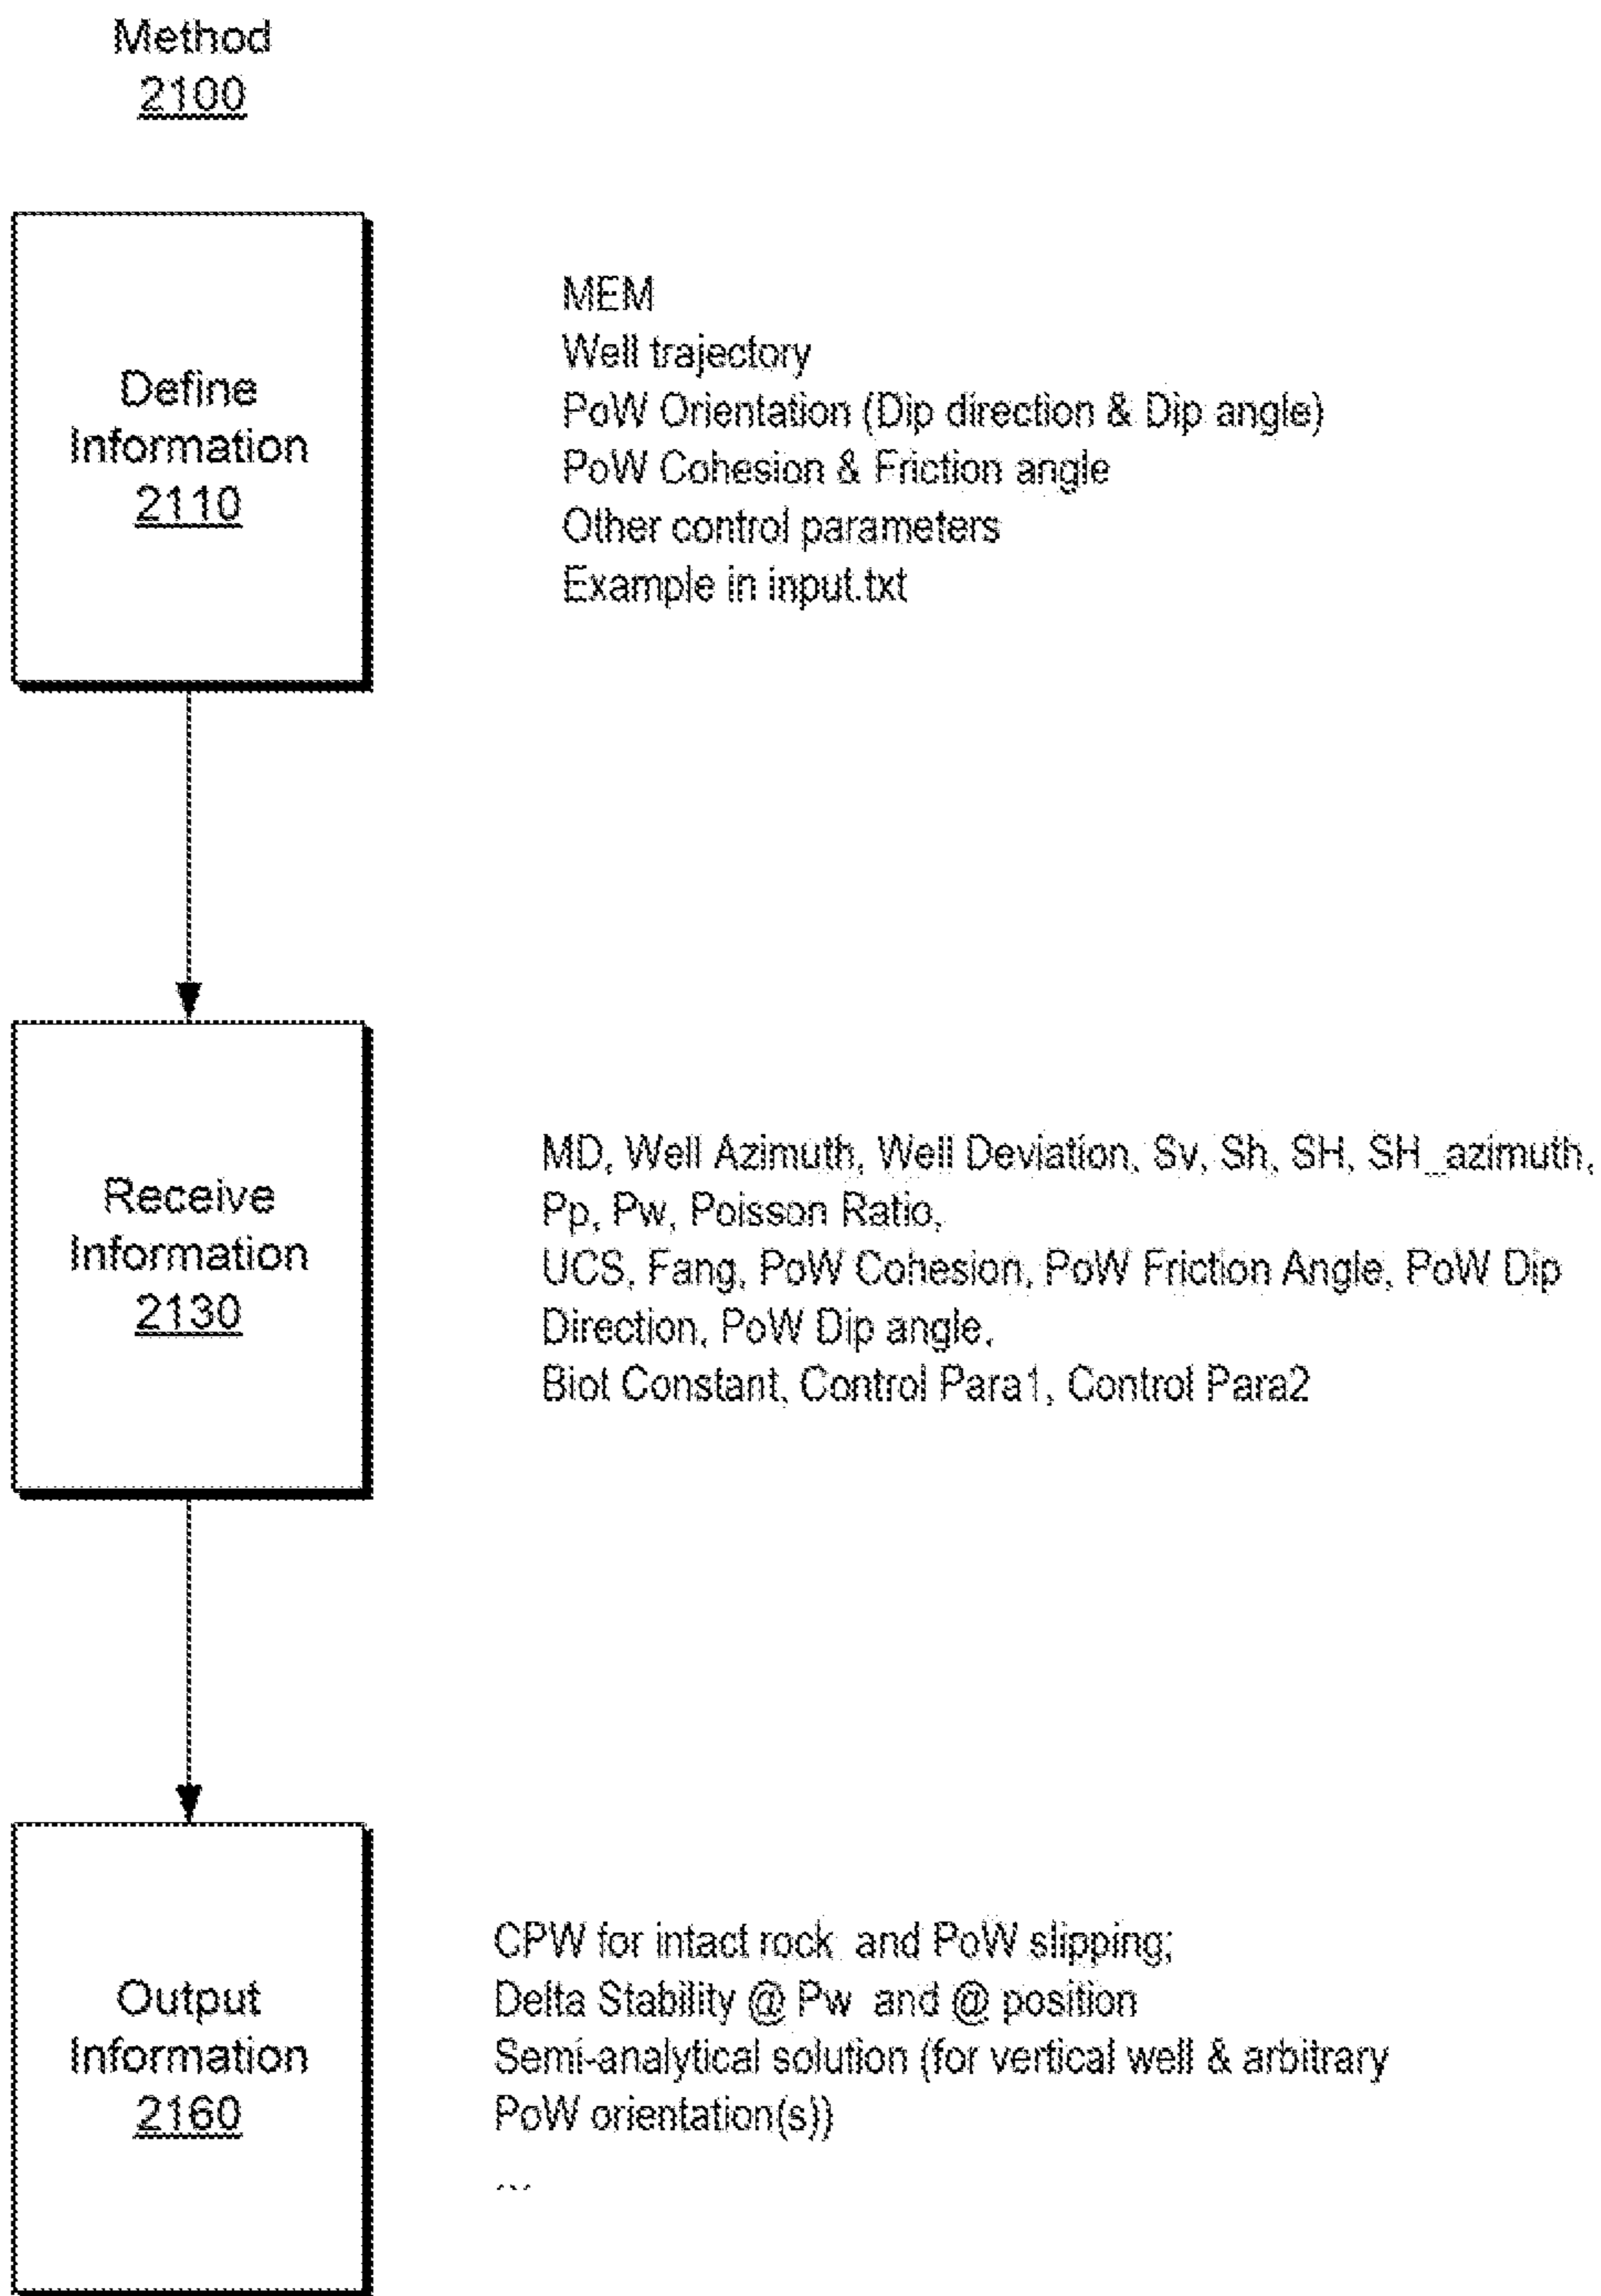 Method
2100
Define
Information
2110
MEM
Well trajectory
PoW Orientation (Dip direction & Dip angle)
PoW Cohesion & Friction angle
Other control parameters
Example in input.txt
Receive
Information
2130
MD, Well Azimuth, Well Deviation, Sv, Sh, SH, SH_azimuth,
Pp, Pw, Poisson Ratio,
UCS, Fang, PoW Cohesion, PoW Friction Angle, PoW Dip
Direction, PoW Dip angle,
Biot Constant, Control Para1, Control Para2
Output
Information
2160
CPW for intact rock and PoW slipping;
Delta Stability @ Pw and @ position
Semi-analytical solution (for vertical well & arbitrary
PoW orientation(s))
...